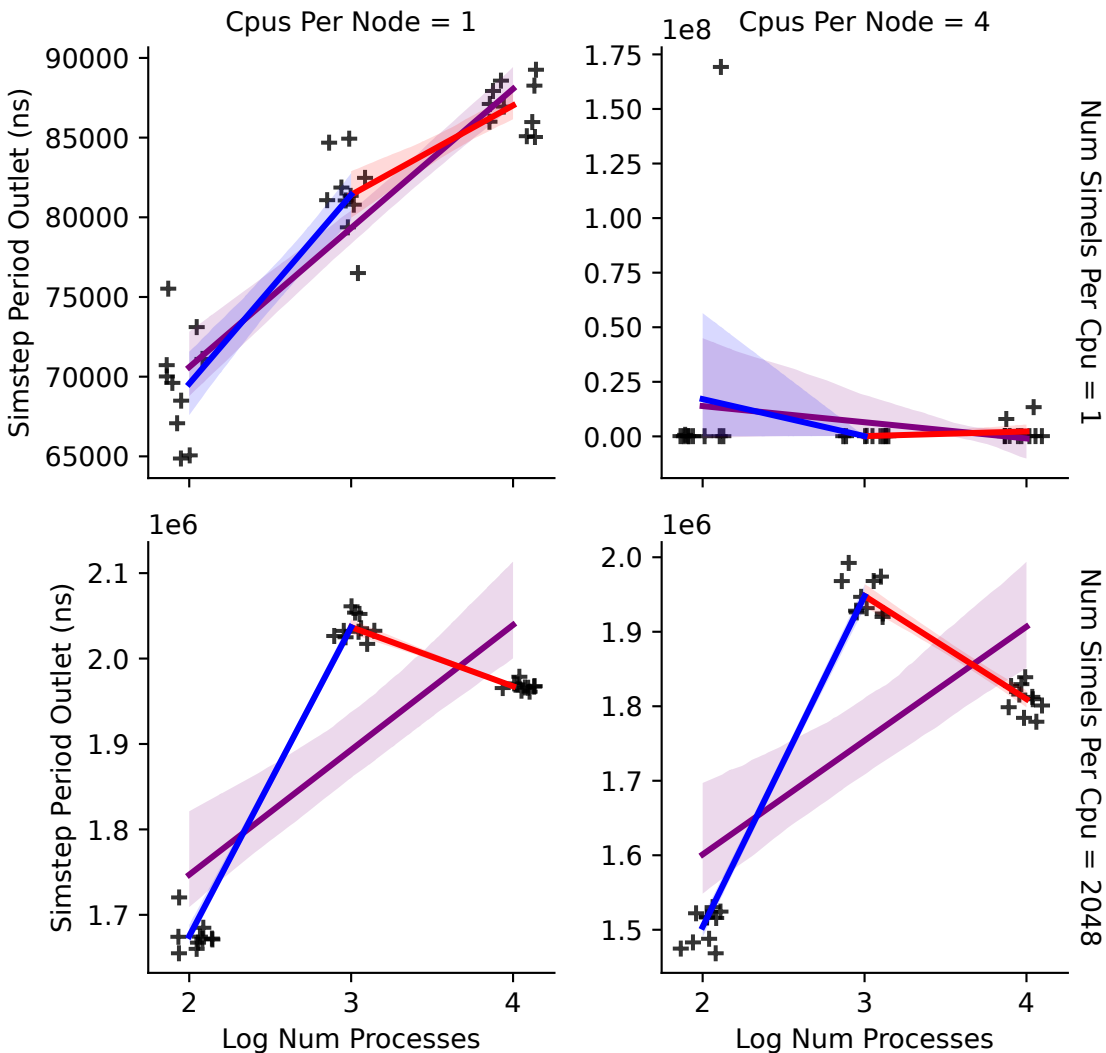 Cpus Per Node = 1
Cpus Per Node = 4
1e8
Simstep Period Outlet (ns)
90000
85000
80000
75000
70000
65000
1.75
1.50
1.25
1.00
0.75
0.50
0.25
0.00
Num Simels Per Cpu = 1
1e6
1e6
Simstep Period Outlet (ns)
2.1
2.0
1.9
1.8
1.7
2.0
1.9
1.8
1.7
1.6
1.5
Num Simels Per Cpu = 2048
2
3
4
2
3
4
Log Num Processes
Log Num Processes